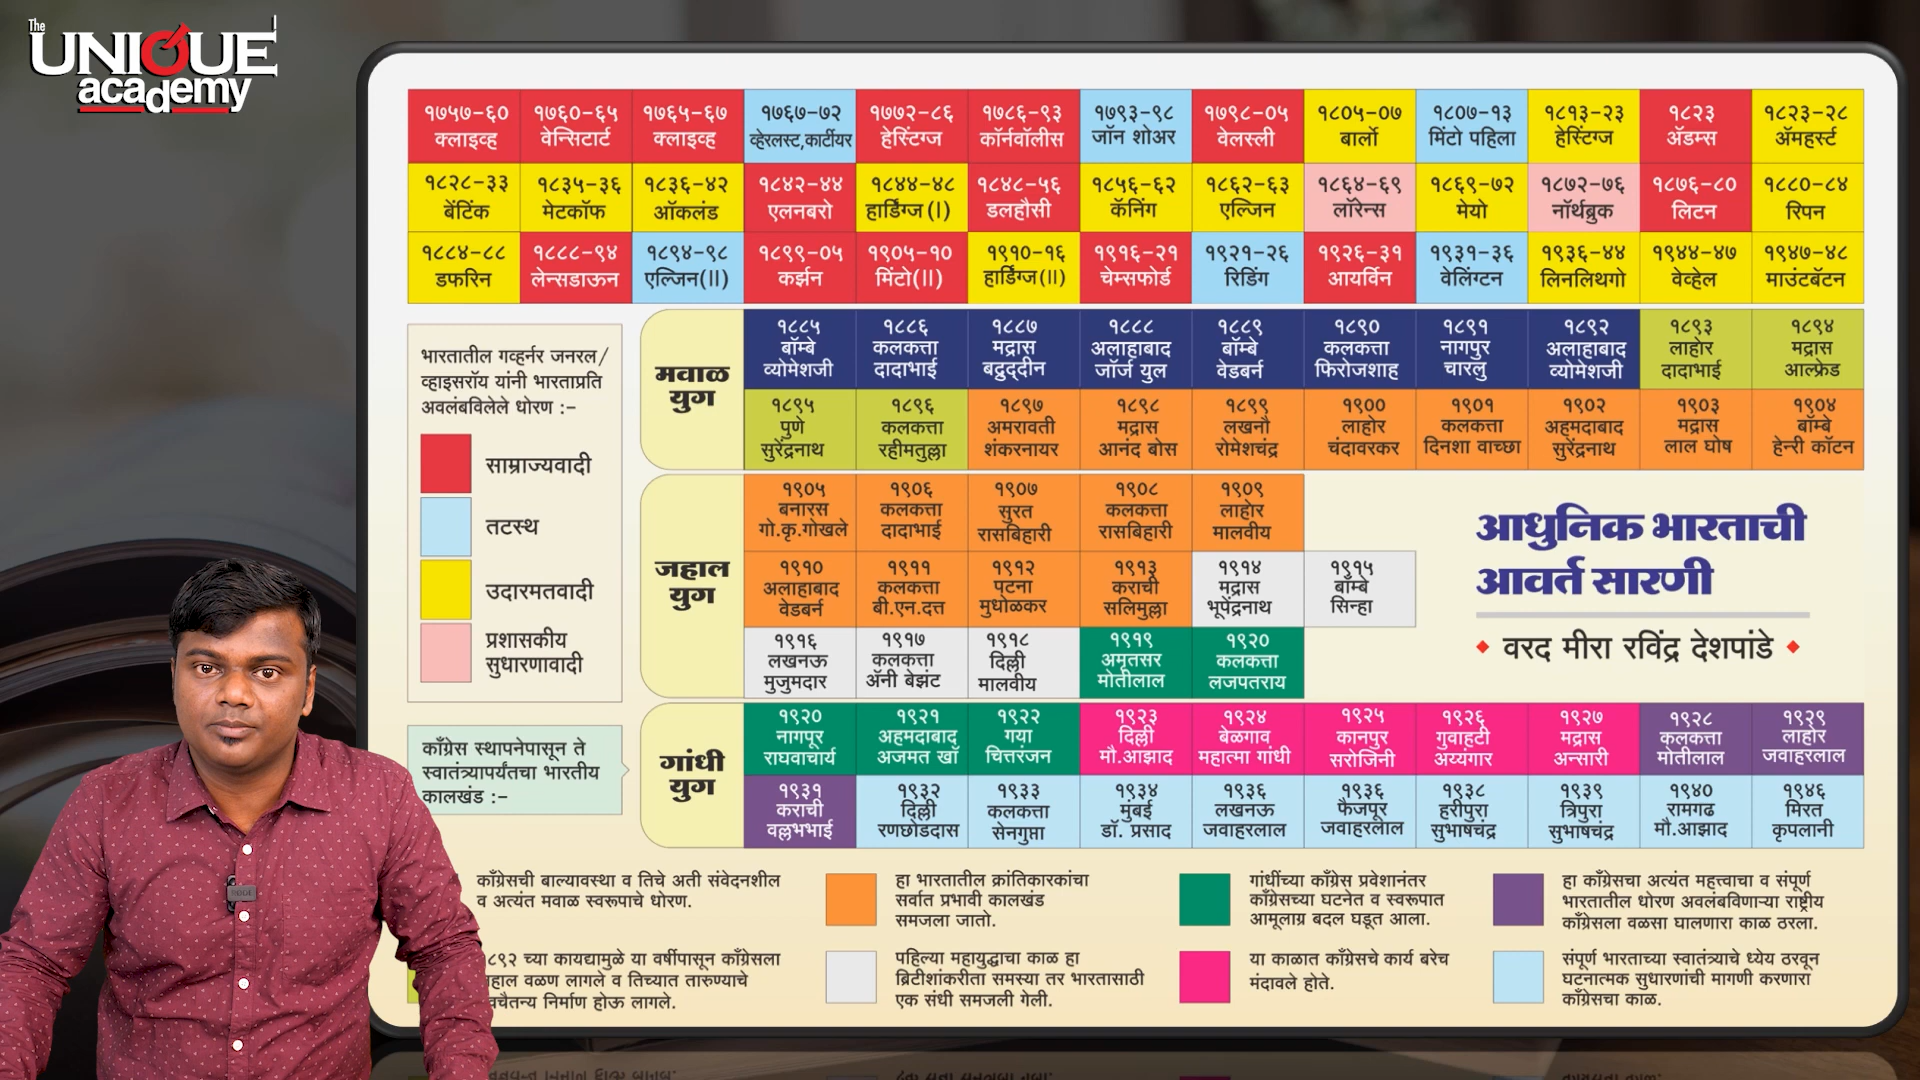 The
UNIQUE
academy
१७५७-६० १७६०-६५ १७६५-६७ १७६७-७२ १७७२-८६ १७८६-९३ १७९३-९८ १७९८-०५ १८०५-०७ १८०७-१३ १८१३-२३ १८२३ १८२३-२८
क्लाइव्ह वेन्सिटार्ट क्लाइव्ह व्हेरलस्ट,कार्टीयर हेस्टिंग्ज कॉर्नवॉलीस जॉन शोअर वेलस्ली बार्लो मिंटो पहिला हेस्टिंग्ज ॲडम्स ॲमहर्स्ट
१८२८-३३ १८३५-३६ १८३६-४२ १८४२-४४ १८४४-४८ १८४८-५६ १८५६-६२ १८६२-६३ १८६४-६९ १८६९-७२ १८७२-७६ १८७६-८० १८८०-८४
बेंटिंक मेटकॉफ ऑकलंड एलनबरो हार्डिंग्ज (I) डलहौसी कॅनिंग एल्जिन लॉरेन्स मेयो नॉर्थब्रुक लिटन रिपन
१८८४-८८ १८८८-९४ १८९४-९८ १८९९-०५ १९०५-१० १९१०-१६ १९१६-२१ १९२१-२६ १९२६-३१ १९३१-३६ १९३६-४४ १९४४-४७ १९४७-४८
डफरिन लेन्सडाऊन एल्जिन(II) कर्झन मिंटो(II) हार्डिंग्ज(II) चेम्सफोर्ड रिडिंग आयर्विन वेलिंग्टन लिनलिथगो वेव्हेल माउंटबॅटन
भारतातील गव्हर्नर जनरल/
व्हाइसरॉय यांनी भारताप्रति
अवलंबविलेले धोरण :-
साम्राज्यवादी
तटस्थ
उदारमतवादी
प्रशासकीय
सुधारणावादी
काँग्रेस स्थापनेपासून ते
स्वातंत्र्यापर्यंतचा भारतीय
कालखंड :-
मवाळ
युग
१८८५ १८८६ १८८७ १८८८ १८८९ १८९० १८९१ १८९२ १८९३ १८९४
बॉम्बे कलकत्ता मद्रास अलाहाबाद बॉम्बे कलकत्ता नागपुर अलाहाबाद लाहोर मद्रास
व्योमेशजी दादाभाई बद्रुद्दीन जॉर्ज युल वेडबर्न फिरोजशाह चारलु व्योमेशजी दादाभाई आल्फ्रेड
१८९५ १८९६ १८९७ १८९८ १८९९ १९०० १९०१ १९०२ १९०३ १९०४
पुणे कलकत्ता अमरावती मद्रास लखनौ लाहोर कलकत्ता अहमदाबाद मद्रास बॉम्बे
सुरेंद्रनाथ रहीमतुल्ला शंकरनायर आनंद बोस रोमेशचंद्र चंदावरकर दिनशा वाच्छा सुरेंद्रनाथ लाल घोष हेन्री कॉटन
जहाल
युग
१९०५ १९०६ १९०७ १९०८ १९०९
बनारस कलकत्ता सुरत कलकत्ता लाहोर
गो.कृ.गोखले दादाभाई रासबिहारी रासबिहारी मालवीय
१९१० १९११ १९१२ १९१३ १९१४ १९१५
अलाहाबाद कलकत्ता पटना कराची मद्रास बाँम्बे
वेडबर्न बी.एन.दत्त मुधोळकर सलिमुल्ला भूपेंद्रनाथ सिन्हा
१९१६ १९१७ १९१८ १९१९ १९२०
लखनऊ कलकत्ता दिल्ली अमृतसर कलकत्ता
मुजुमदार ॲनी बेझंट मालवीय मोतीलाल लजपतराय
आधुनिक भारताची
आवर्त सारणी
वरद मीरा रविंद्र देशपांडे
गांधी
युग
१९२० १९२१ १९२२ १९२३ १९२४ १९२५ १९२६ १९२७ १९२८ १९२९
नागपूर अहमदाबाद गया दिल्ली बेळगाव कानपुर गुवाहटी मद्रास कलकत्ता लाहोर
राघवाचार्य अजमत खाँ चित्तरंजन मौ.आझाद महात्मा गांधी सरोजिनी अय्यंगार अन्सारी मोतीलाल जवाहरलाल
१९३१ १९३२ १९३३ १९३४ १९३६ १९३६ १९३८ १९३९ १९४० १९४६
कराची दिल्ली कलकत्ता मुंबई लखनऊ फैजपूर हरीपुरा त्रिपुरा रामगढ मिरत
वल्लभभाई रणछोडदास सेनगुप्ता डॉ. प्रसाद जवाहरलाल जवाहरलाल सुभाषचंद्र सुभाषचंद्र मौ.आझाद कृपलानी
काँग्रेसची बाल्यावस्था व तिचे अती संवेदनशील
व अत्यंत मवाळ स्वरूपाचे धोरण.
हा भारतातील क्रांतिकारकांचा
सर्वात प्रभावी कालखंड
समजला जातो.
गांधींच्या काँग्रेस प्रवेशानंतर
काँग्रेसच्या घटनेत व स्वरूपात
आमूलाग्र बदल घडून आला.
हा काँग्रेसचा अत्यंत महत्त्वाचा व संपूर्ण
भारतातील धोरण अवलंबविणाऱ्या राष्ट्रीय
काँग्रेसला वळसा घालणारा काळ ठरला.
८९२ च्या कायद्यामुळे या वर्षीपासून काँग्रेसला
हाल वळण लागले व तिच्यात तारुण्याचे
वचैतन्य निर्माण होऊ लागले.
पहिल्या महायुद्धाचा काळ हा
ब्रिटीशांकरीता समस्या तर भारतासाठी
एक संधी समजली गेली.
या काळात काँग्रेसचे कार्य बरेच
मंदावले होते.
संपूर्ण भारताच्या स्वातंत्र्याचे ध्येय ठरवून
घटनात्मक सुधारणांची मागणी करणारा
काँग्रेसचा काळ.